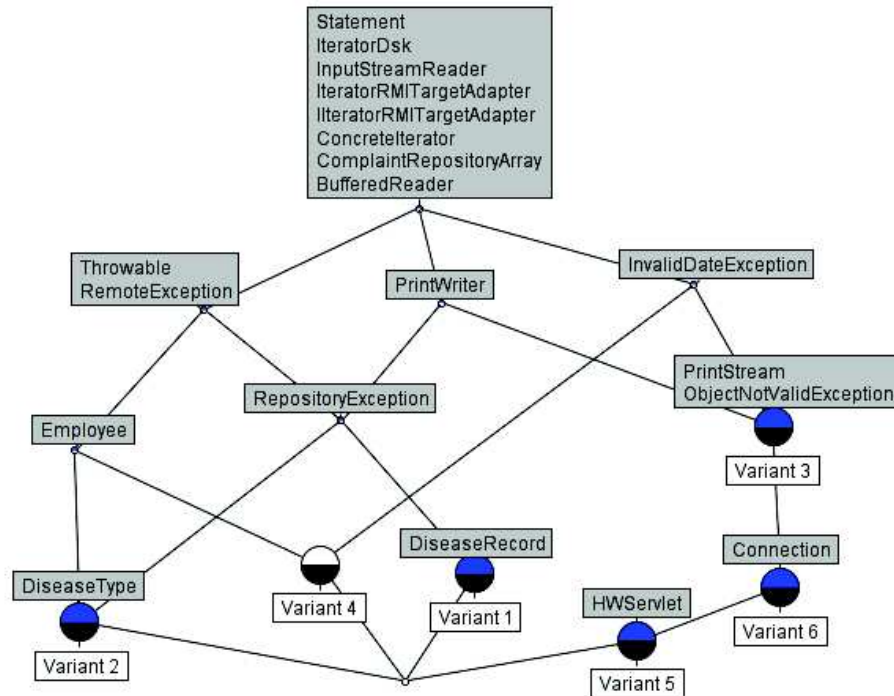 Statement
IteratorDsk
InputStreamReader
IteratorRMITargetAdapter
IIteratorRMITargetAdapter
ConcreteIterator
ComplaintRepositoryArray
BufferedReader
Throwable
RemoteException
PrintWriter
InvalidDateException
PrintStream
ObjectNotValidException
RepositoryException
Employee
Variant 3
DiseaseRecord
Connection
DiseaseType
Variant 4
Variant 1
HWServlet
Variant 6
Variant 2
Variant 5